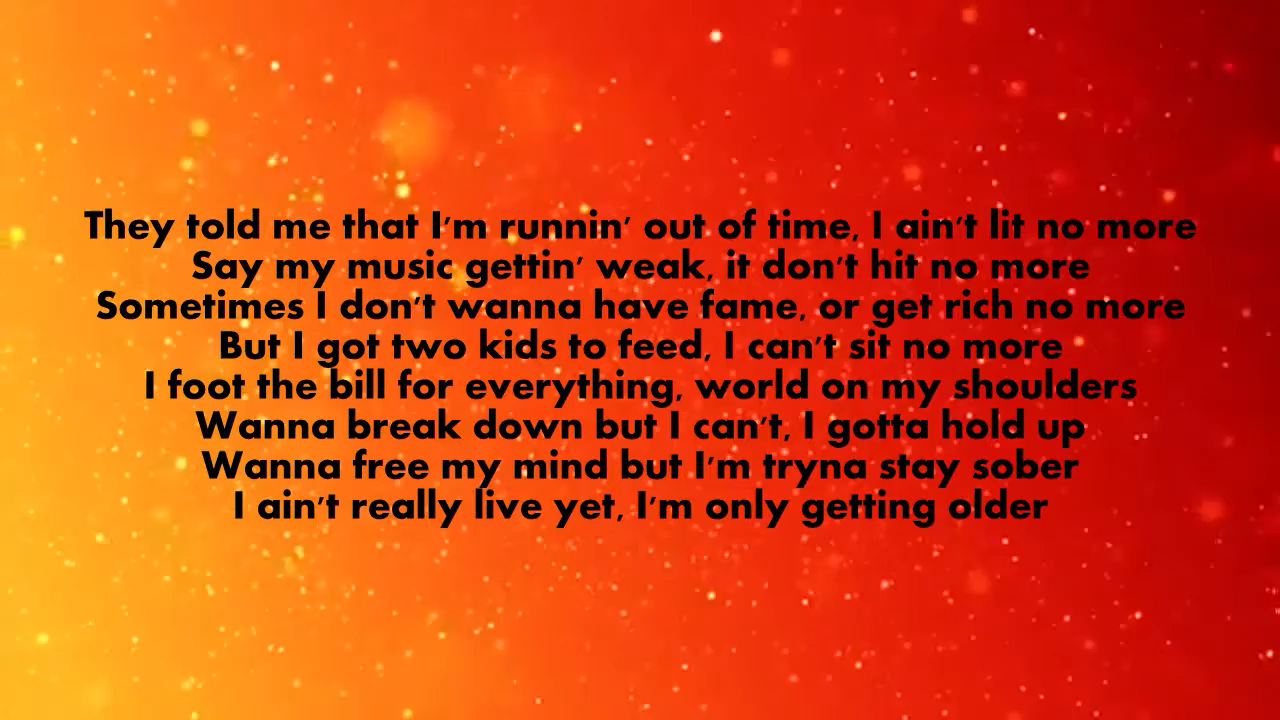 They told me that I'm runnin' out of time, I ain't lit no more
Say my music gettin' weak, it don't hit no more
Sometimes I don't wanna have fame, or get rich no more
But I got two kids to feed, I can't sit no more
I foot the bill for everything, world on my shoulders
Wanna break down but I can't, I gotta hold up
Wanna free my mind but I'm tryna stay sober
I ain't really live yet, I'm only getting older